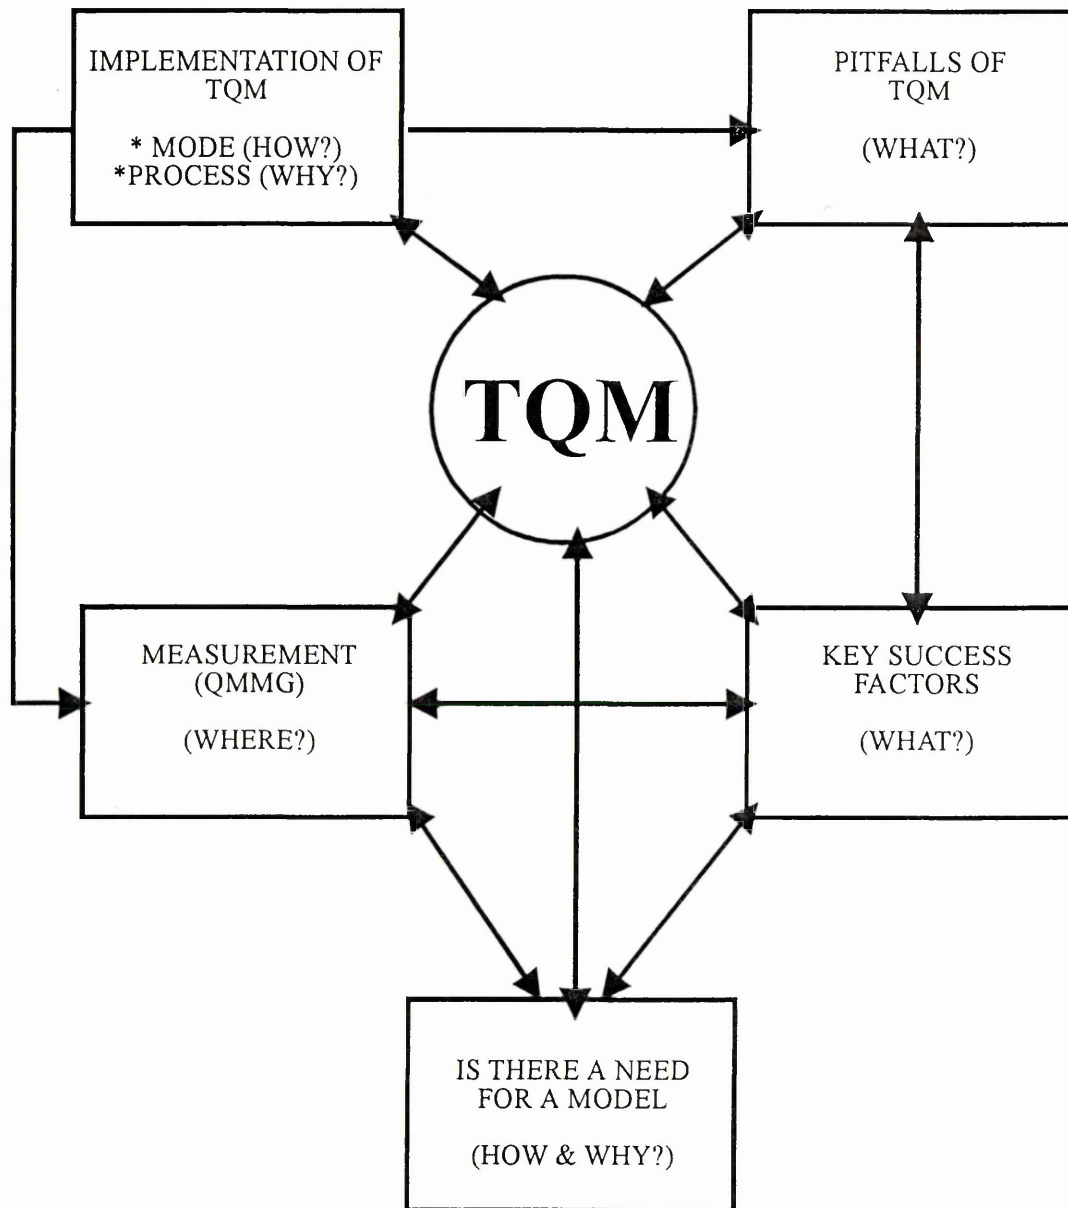 IMPLEMENTATION OF
TQM
* MODE (HOW?)
*PROCESS (WHY?)
PITFALLS OF
TQM
(WHAT?)
TQM
MEASUREMENT
(QMMG)
(WHERE?)
KEY SUCCESS
FACTORS
(WHAT?)
IS THERE A NEED
FOR A MODEL
(HOW & WHY?)